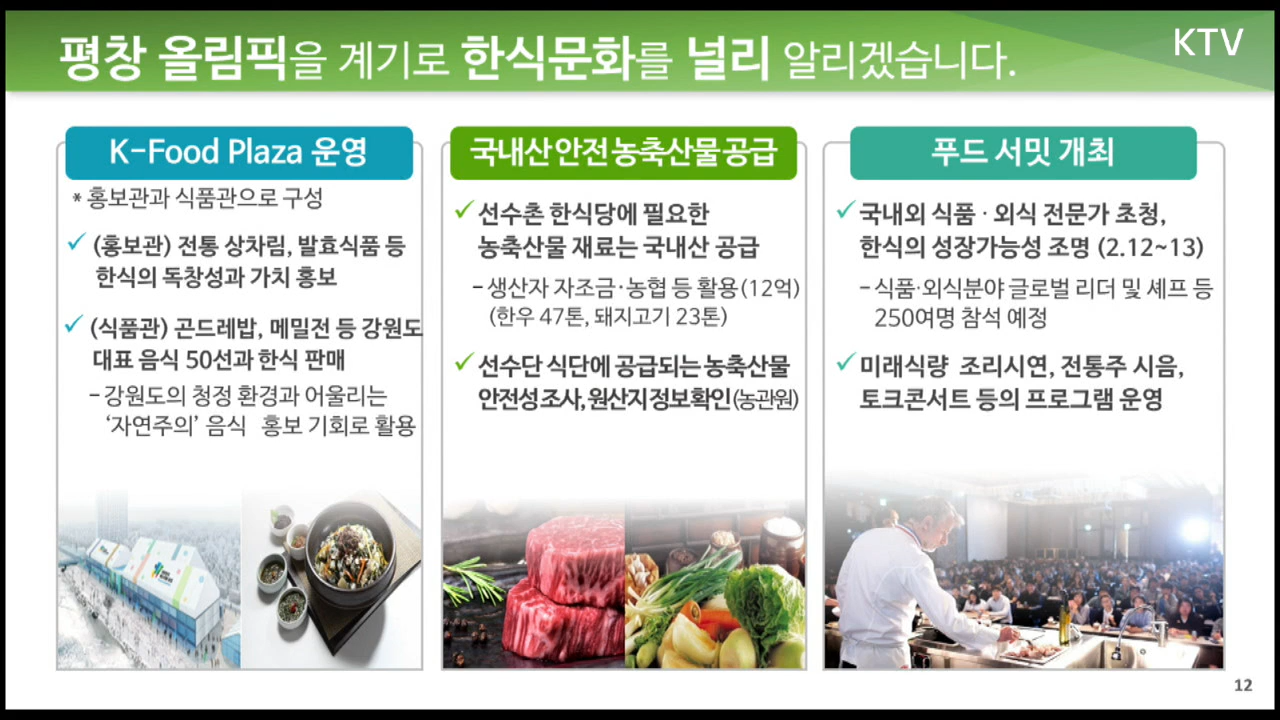 평창 올림픽을 계기로 한식문화를 널리 알리겠습니다.
KTV
K-Food Plaza 운영
* 홍보관과 식품관으로 구성
✓ (홍보관) 전통 상차림, 발효식품 등
한식의 독창성과 가치 홍보
✓ (식품관) 곤드레밥, 메밀전 등 강원도
대표 음식 50선과 한식 판매
- 강원도의 청정 환경과 어울리는
‘자연주의’ 음식 홍보 기회로 활용
국내산 안전 농축산물 공급
✓ 선수촌 한식당에 필요한
농축산물 재료는 국내산 공급
- 생산자 자조금·농협 등 활용(12억)
(한우 47톤, 돼지고기 23톤)
✓ 선수단 식단에 공급되는 농축산물
안전성 조사, 원산지 정보 확인(농관원)
푸드 서밋 개최
✓ 국내외 식품 · 외식 전문가 초청,
한식의 성장가능성 조명 (2.12~13)
- 식품·외식분야 글로벌 리더 및 셰프 등
250여명 참석 예정
✓ 미래식량 조리시연, 전통주 시음,
토크콘서트 등의 프로그램 운영
12